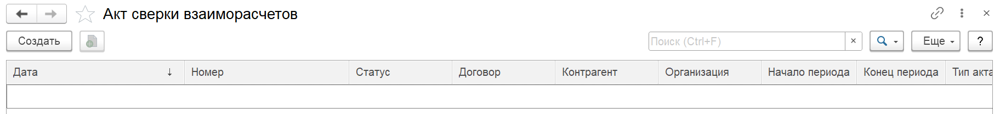 Акт сверки взаиморасчетов
Создать Поиск (Ctrl+F) × Еще ?
Дата ↓ Номер Статус Договор Контрагент Организация Начало периода Конец периода Тип акта